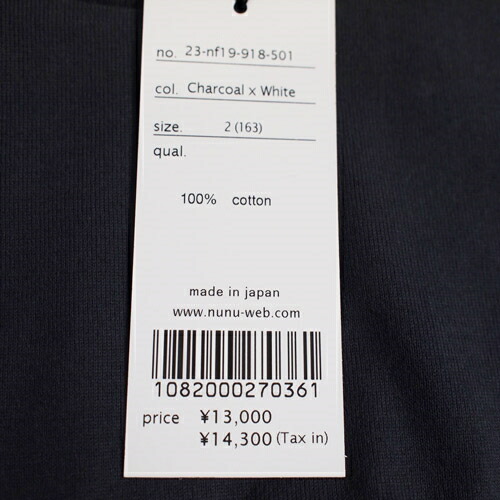 no. 23-nf19-918-501
col. Charcoal x White
size. 2 (163)
qual.
100% cotton
made in japan
www.nunu-web.com
1082000270361
price ¥13,000
¥14,300 (Tax in)